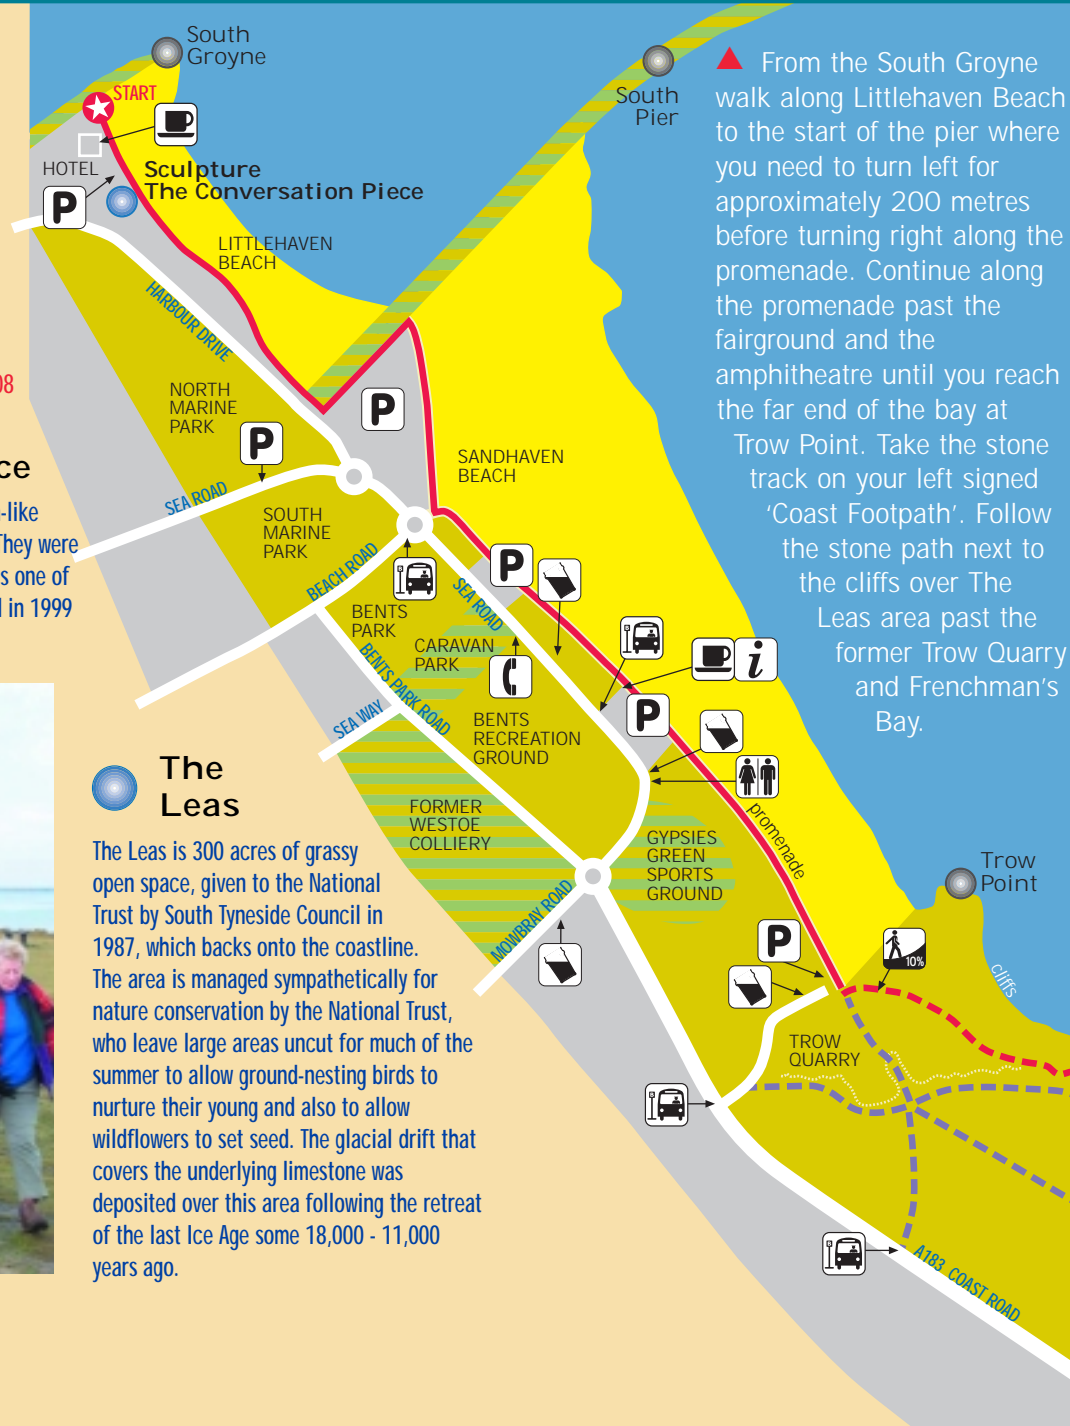 South
Groyne
START
HOTEL
P
Sculpture
The Conversation Piece
LITTLEHAVEN
BEACH
HARBOUR DRIVE
South
Pier
From the South Groyne
walk along Littlehaven Beach
to the start of the pier where
you need to turn left for
approximately 200 metres
before turning right along the
promenade. Continue along
the promenade past the
fairground and the
amphitheatre until you reach
the far end of the bay at
Trow Point. Take the stone
track on your left signed
‘Coast Footpath’. Follow
the stone path next to
the cliffs over The
Leas area past the
former Trow Quarry
and Frenchman’s
Bay.
08
NORTH
MARINE
PARK
P
P
SEA ROAD
SOUTH
MARINE
PARK
SANDHAVEN
BEACH
ce
-like
They were
s one of
l in 1999
BEACH ROAD
BENTS
PARK
SEA ROAD
P
CARAVAN
PARK
BENTS PARK ROAD
SEA WAY
BENTS
RECREATION
GROUND
i
P
FORMER
WESTOE
COLLIERY
GYPSIES
GREEN
SPORTS
GROUND
promenade
MOWBRAY ROAD
Trow
Point
cliffs
P
10%
TROW
QUARRY
A183 COAST ROAD
The
Leas
The Leas is 300 acres of grassy
open space, given to the National
Trust by South Tyneside Council in
1987, which backs onto the coastline.
The area is managed sympathetically for
nature conservation by the National Trust,
who leave large areas uncut for much of the
summer to allow ground-nesting birds to
nurture their young and also to allow
wildflowers to set seed. The glacial drift that
covers the underlying limestone was
deposited over this area following the retreat
of the last Ice Age some 18,000 - 11,000
years ago.